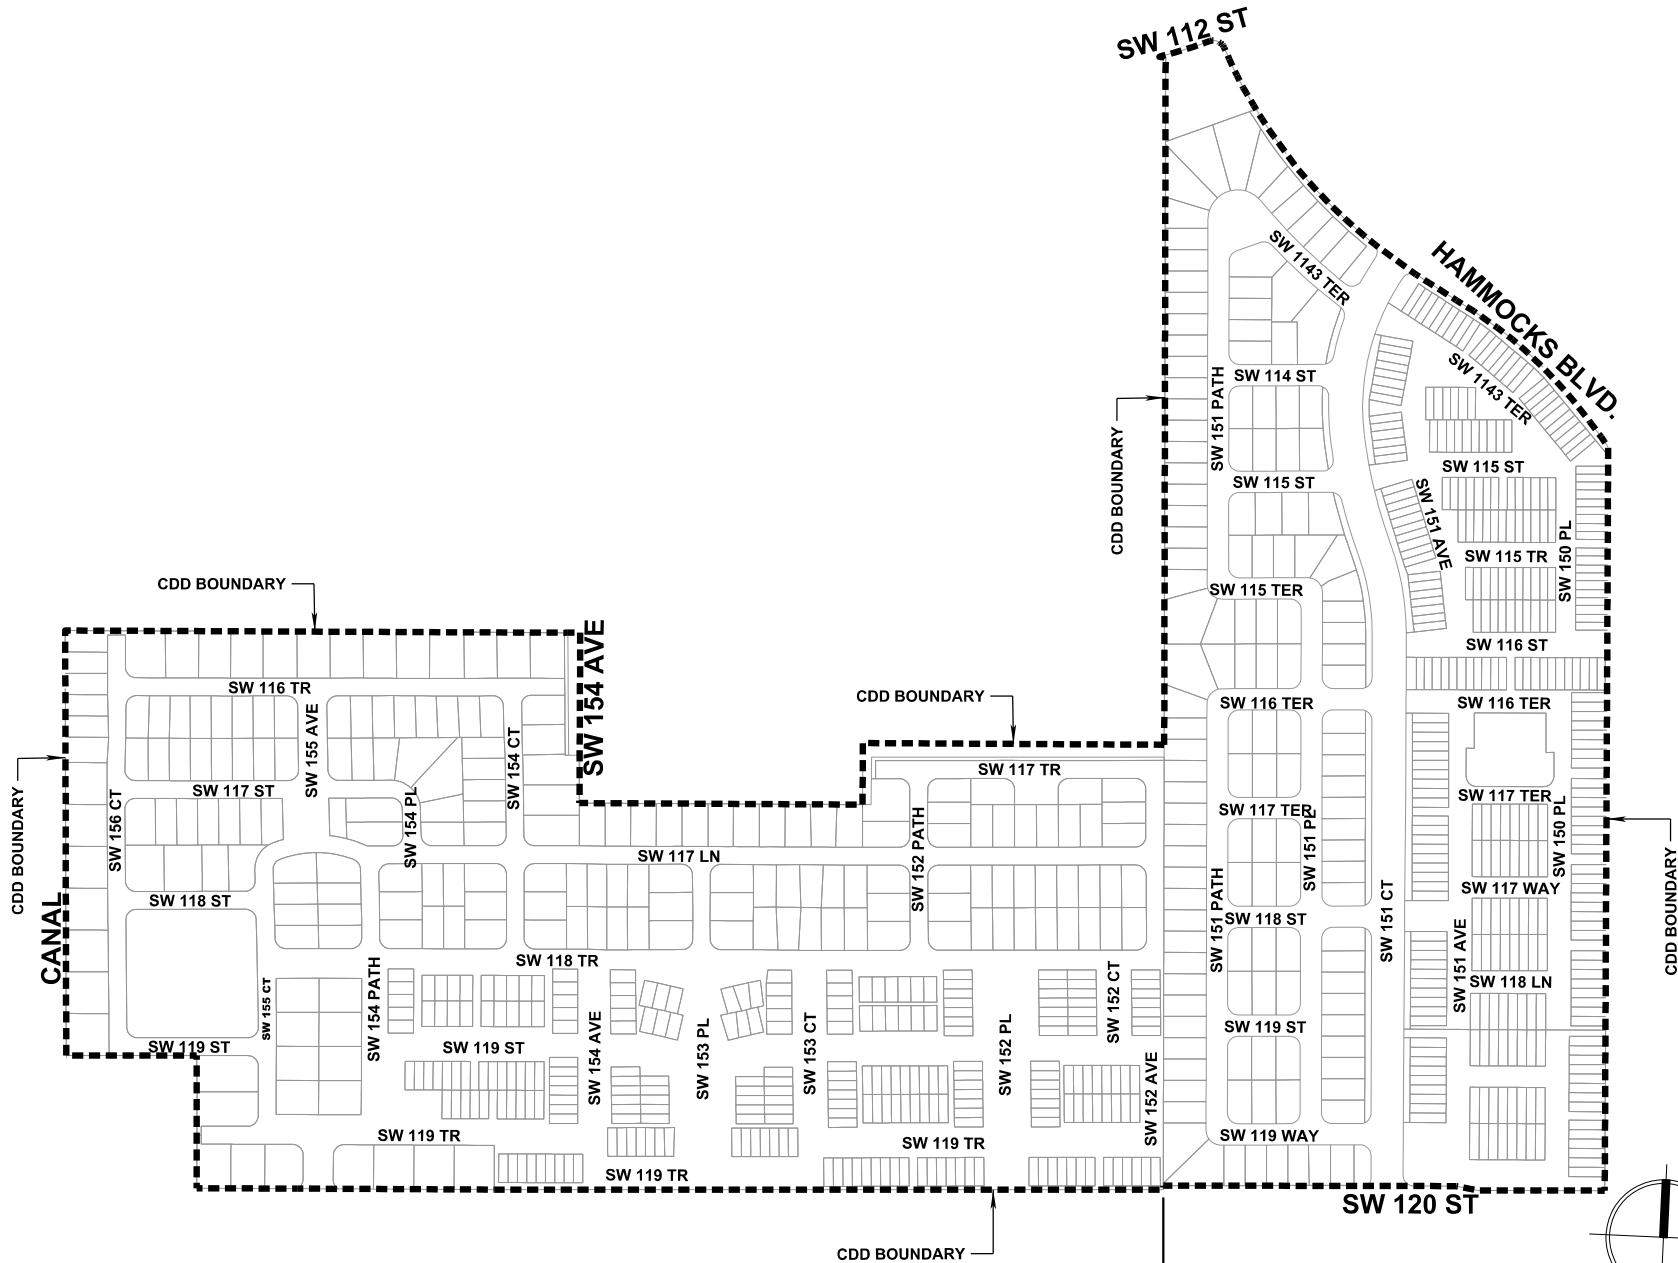 SW 112 ST
HAMMOCKS BLVD.
SW 1143 TER
SW 1143 TER
SW 114 ST
SW 151 PATH
CDD BOUNDARY
SW 115 ST
SW 115 ST
SW 151 AVE
SW 115 TR
SW 150 PL
CDD BOUNDARY
SW 115 TER
SW 116 ST
SW 154 AVE
SW 116 TR
CDD BOUNDARY
SW 116 TER
SW 116 TER
SW 155 AVE
SW 154 CT
SW 117 TR
SW 117 ST
SW 117 TER
SW 117 TER
SW 156 CT
SW 154 PL
SW 151 PL
SW 150 PL
CDD BOUNDARY
SW 117 LN
SW 152 PATH
SW 117 WAY
CDD BOUNDARY
SW 118 ST
SW 118 ST
SW 151 PATH
SW 151 CT
CANAL
SW 118 TR
SW 151 AVE
SW 118 LN
SW 155 CT
SW 154 PATH
SW 152 CT
SW 119 ST
SW 119 ST
SW 119 ST
SW 154 AVE
SW 153 PL
SW 153 CT
SW 152 PL
SW 152 AVE
SW 119 TR
SW 119 TR
SW 119 WAY
SW 119 TR
SW 120 ST
CDD BOUNDARY